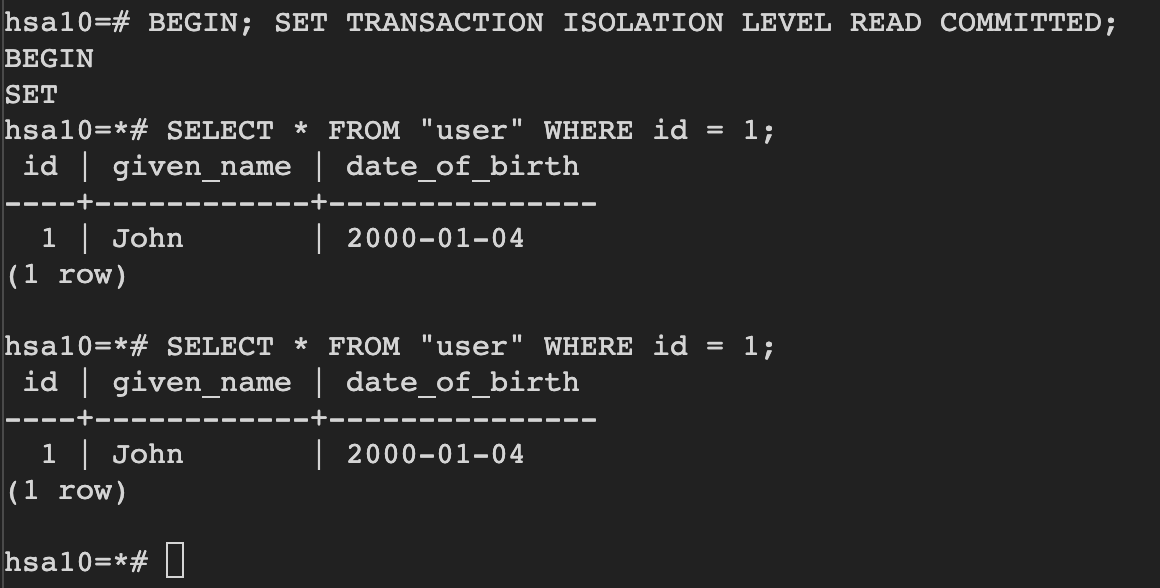 hsa10=# BEGIN; SET TRANSACTION ISOLATION LEVEL READ COMMITTED;
BEGIN
SET
hsa10=*# SELECT * FROM "user" WHERE id = 1;
 id | given_name | date_of_birth
----+------------+---------------
  1 | John       | 2000-01-04
(1 row)

hsa10=*# SELECT * FROM "user" WHERE id = 1;
 id | given_name | date_of_birth
----+------------+---------------
  1 | John       | 2000-01-04
(1 row)

hsa10=*#